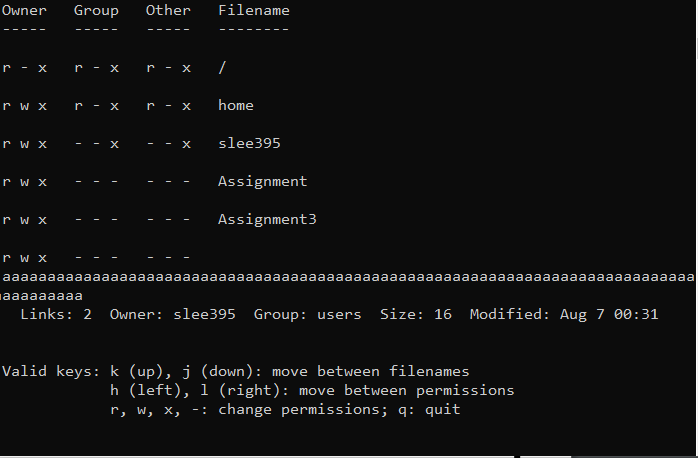 Owner Group Other Filename
----- ----- ----- --------
r - x r - x r - x /
r w x r - x r - x home
r w x - - x - - x slee395
r w x - - - - - - Assignment
r w x - - - - - - Assignment3
r w x - - - - - -
aaaaaaaaaaaaaaaaaaaaaaaaaaaaaaaaaaaaaaaaaaaaaaaaaaaaaaaaaaaaaaaaaaaaaaaaaaaaa
aaaaaaaaa
Links: 2 Owner: slee395 Group: users Size: 16 Modified: Aug 7 00:31
Valid keys: k (up), j (down): move between filenames
h (left), l (right): move between permissions
r, w, x, -: change permissions; q: quit